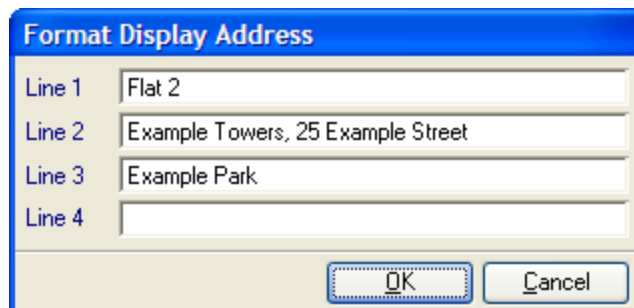 Format Display Address
Line 1 Flat 2
Line 2 Example Towers, 25 Example Street
Line 3 Example Park
Line 4
OK Cancel